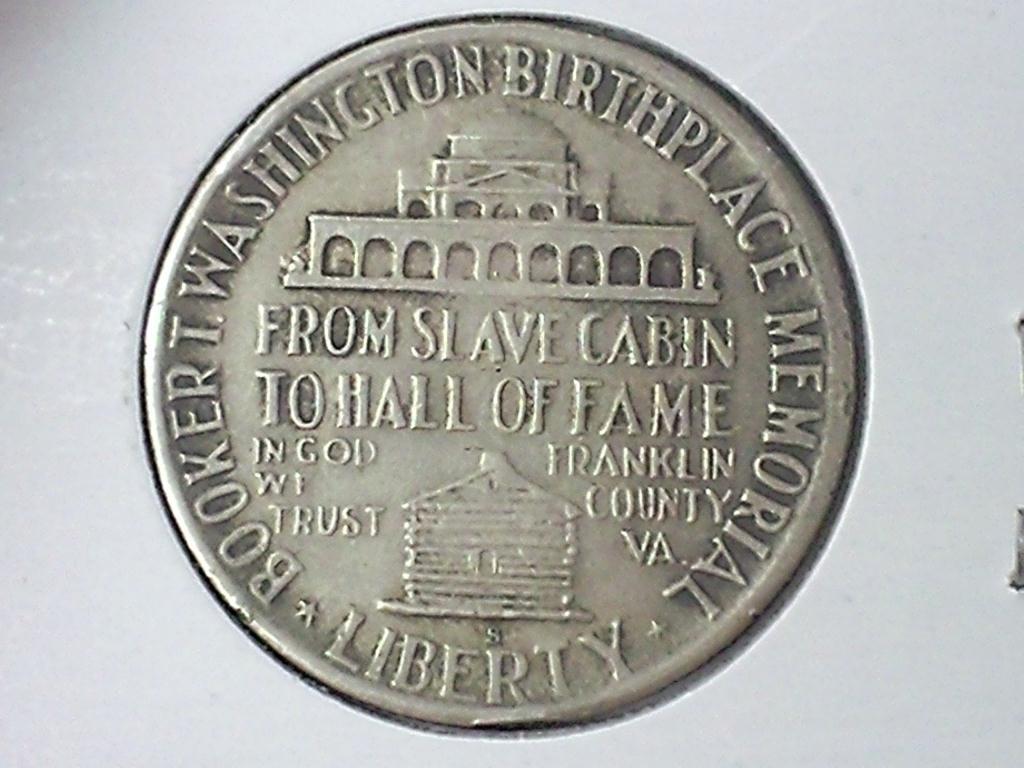 BOOKER T. WASHINGTON BIRTHPLACE MEMORIAL
FROM SLAVE CABIN
TO HALL OF FAME
IN GOD
WE
TRUST
FRANKLIN
COUNTY
VA.
S
LIBERTY